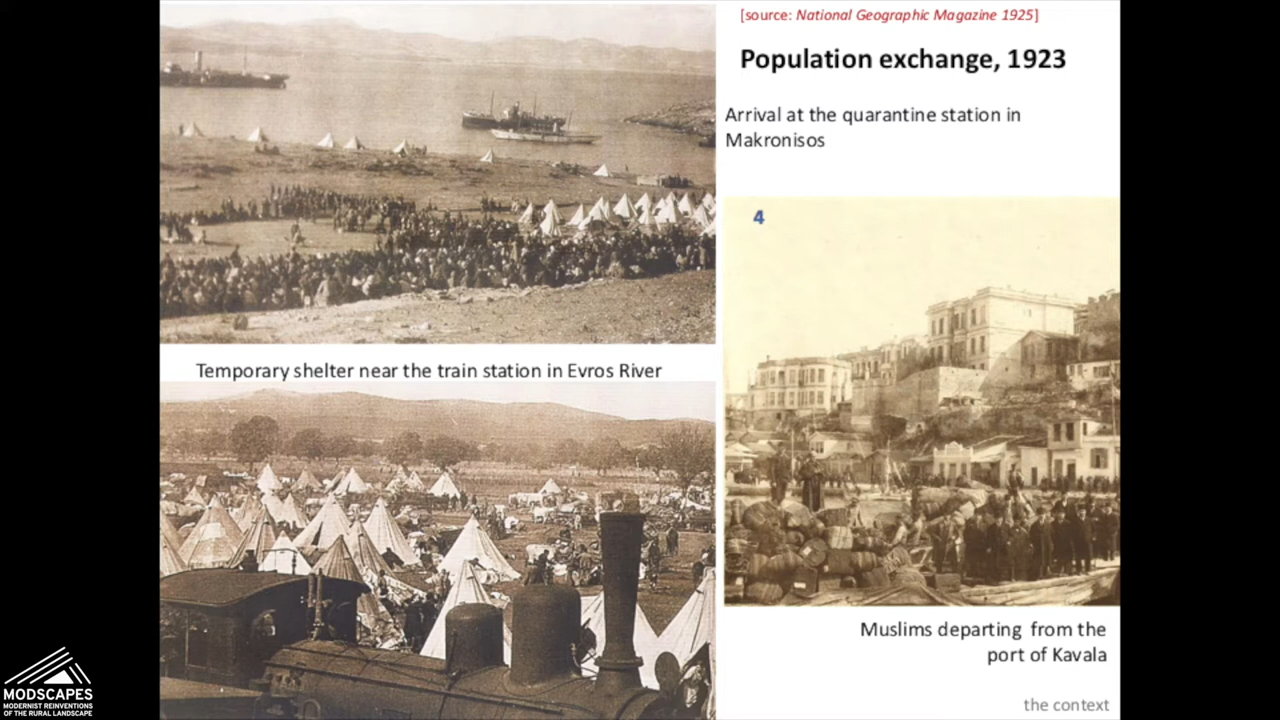 [source: National Geographic Magazine 1925]
Population exchange, 1923
Arrival at the quarantine station in
Makronisos
4
Temporary shelter near the train station in Evros River
Muslims departing from the
port of Kavala
the context
MODSCAPES
MODERNIST REINVENTIONS
OF THE RURAL LANDSCAPE